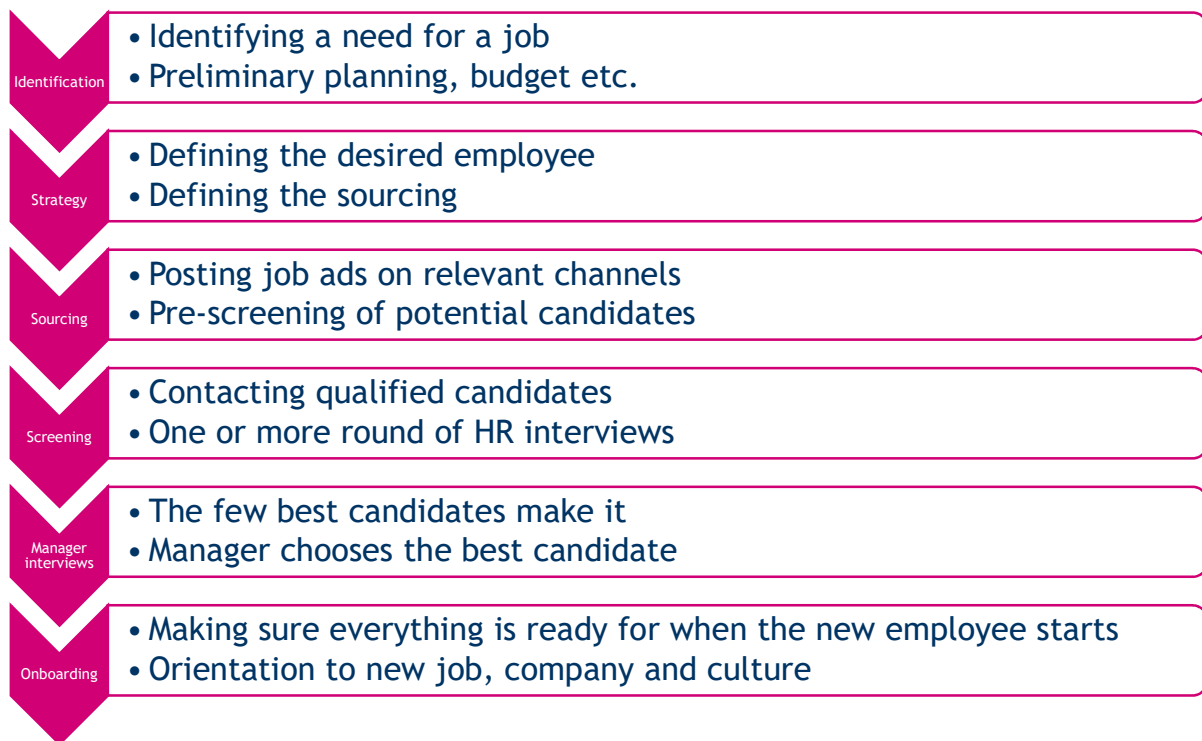 Identification
• Identifying a need for a job
• Preliminary planning, budget etc.
Strategy
• Defining the desired employee
• Defining the sourcing
Sourcing
• Posting job ads on relevant channels
• Pre-screening of potential candidates
Screening
• Contacting qualified candidates
• One or more round of HR interviews
Manager
interviews
• The few best candidates make it
• Manager chooses the best candidate
Onboarding
• Making sure everything is ready for when the new employee starts
• Orientation to new job, company and culture